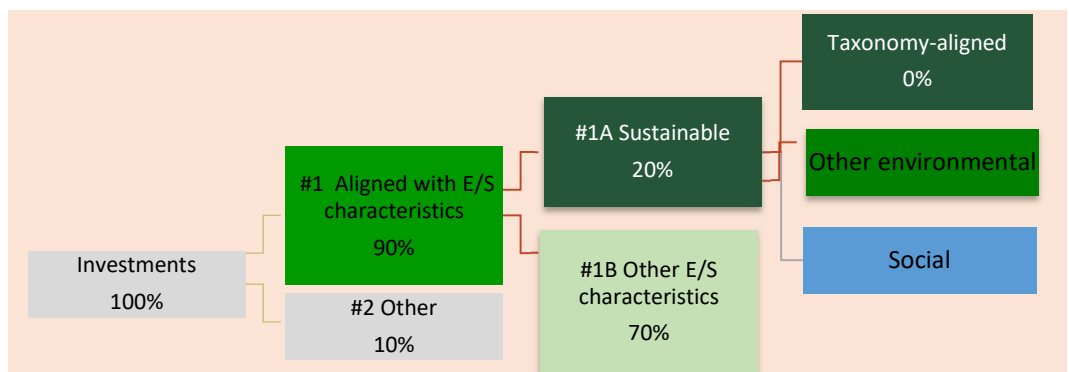 Investments
100%
#1 Aligned with E/S
characteristics
90%
#2 Other
10%
#1A Sustainable
20%
#1B Other E/S
characteristics
70%
Taxonomy-aligned
0%
Other environmental
Social